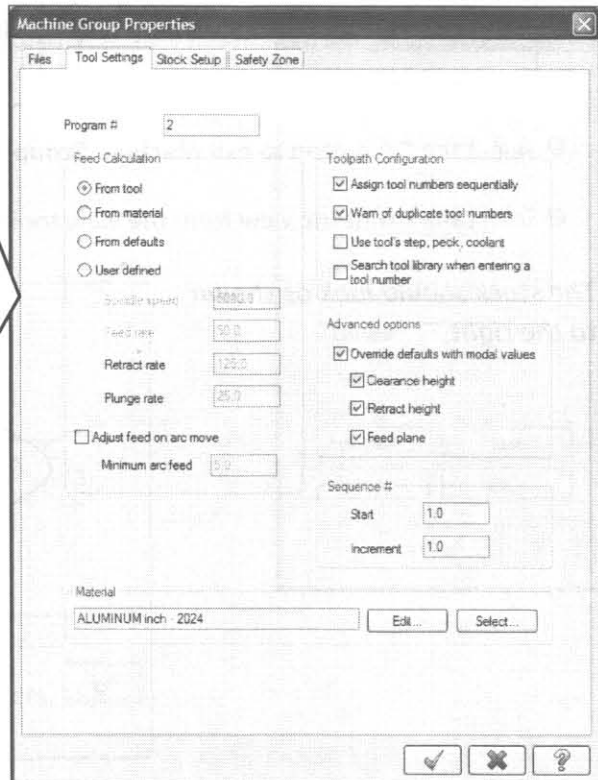 Machine Group Properties
Files Tool Settings Stock Setup Safety Zone
Program # 2
Feed Calculation
From tool
From material
From defaults
User defined
Spindle speed 5000.0
Feed rate 50.0
Retract rate 125.0
Plunge rate 25.0
Adjust feed on arc move
Minimum arc feed 5.0
Toolpath Configuration
Assign tool numbers sequentially
Warn of duplicate tool numbers
Use tool's step, peck, coolant
Search tool library when entering a
tool number
Advanced options
Override defaults with modal values
Clearance height
Retract height
Feed plane
Sequence #
Start 1.0
Increment 1.0
Material
ALUMINUM inch - 2024 Edit... Select...
?